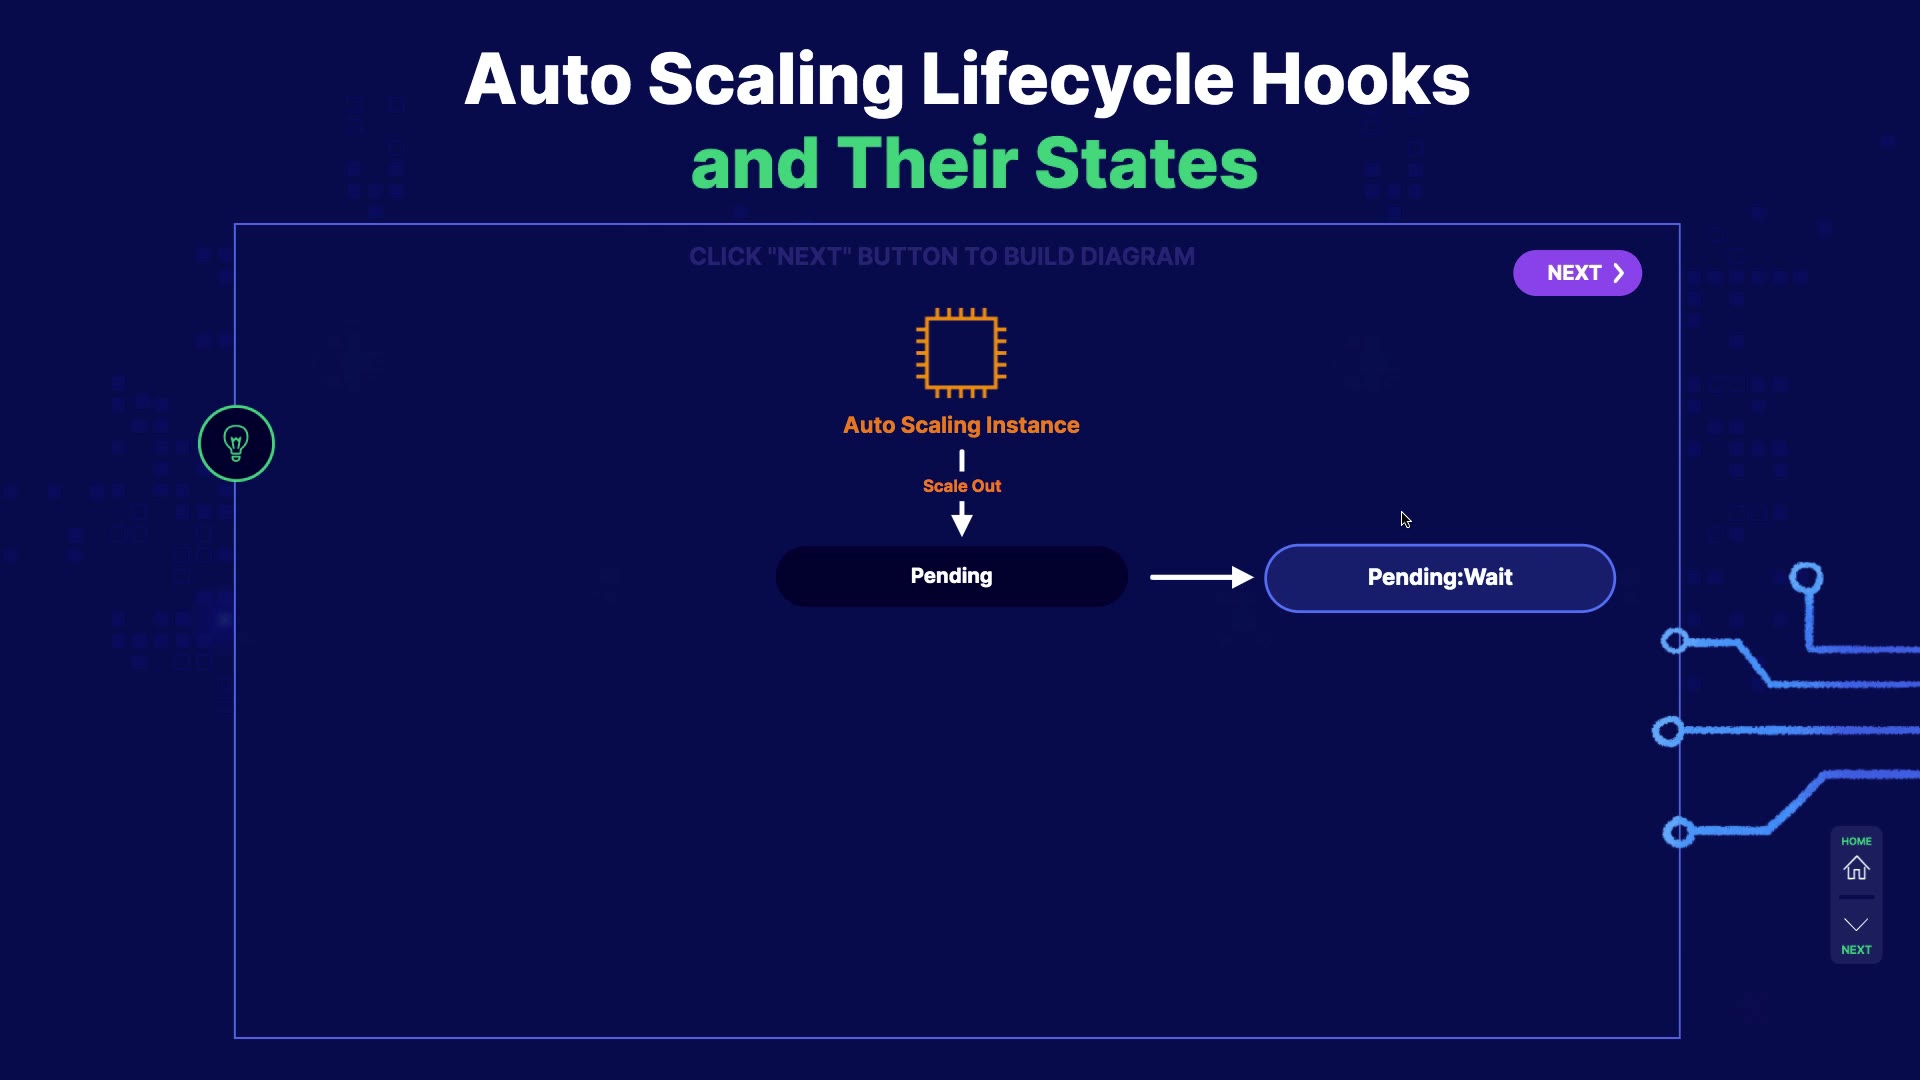 Auto Scaling Lifecycle Hooks
and Their States
CLICK "NEXT" BUTTON TO BUILD DIAGRAM
NEXT
Auto Scaling Instance
Scale Out
Pending
Pending:Wait
HOME
NEXT